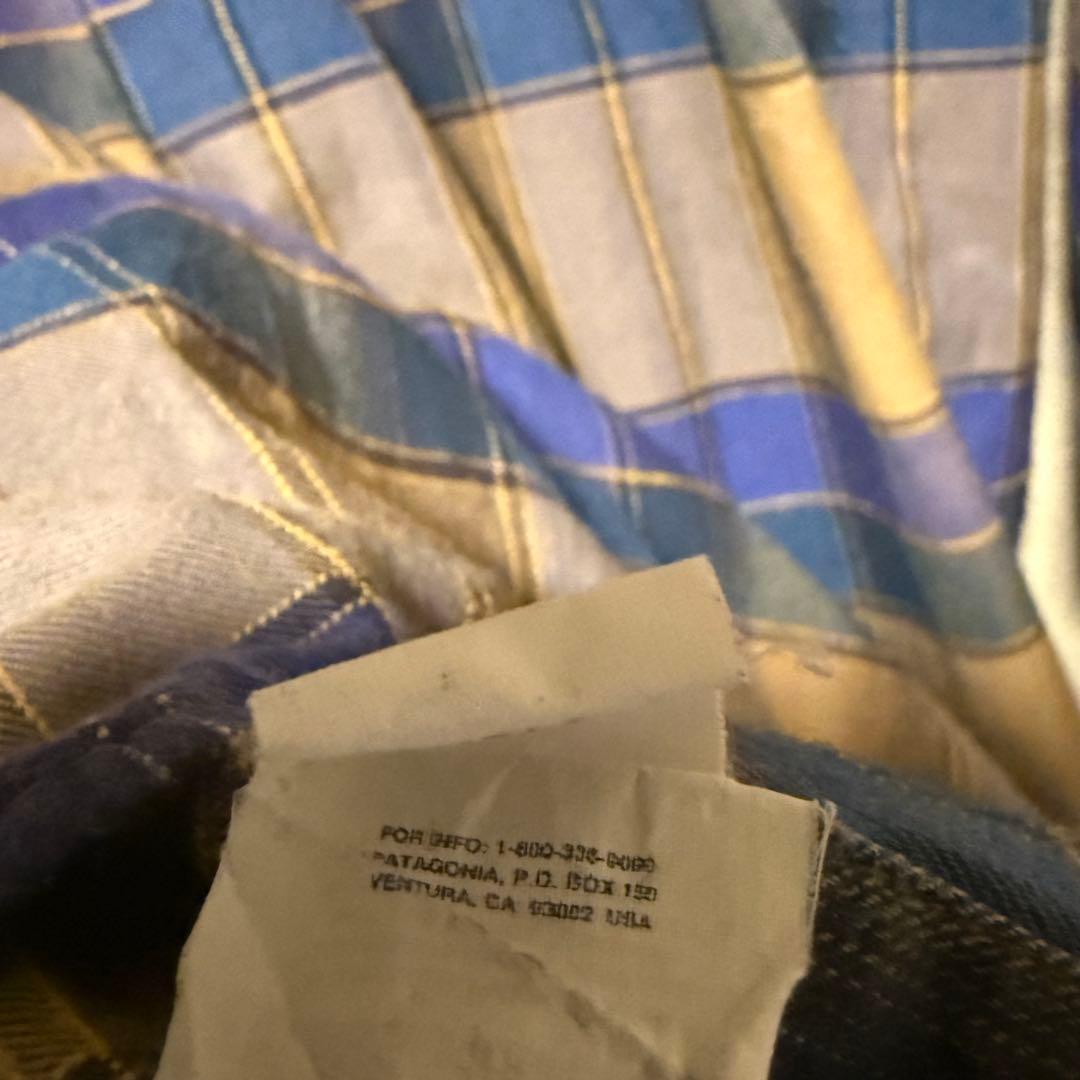 FOR INFO: 1-800-336-9090
PATAGONIA, P.O. BOX 150
VENTURA, CA 93002 USA